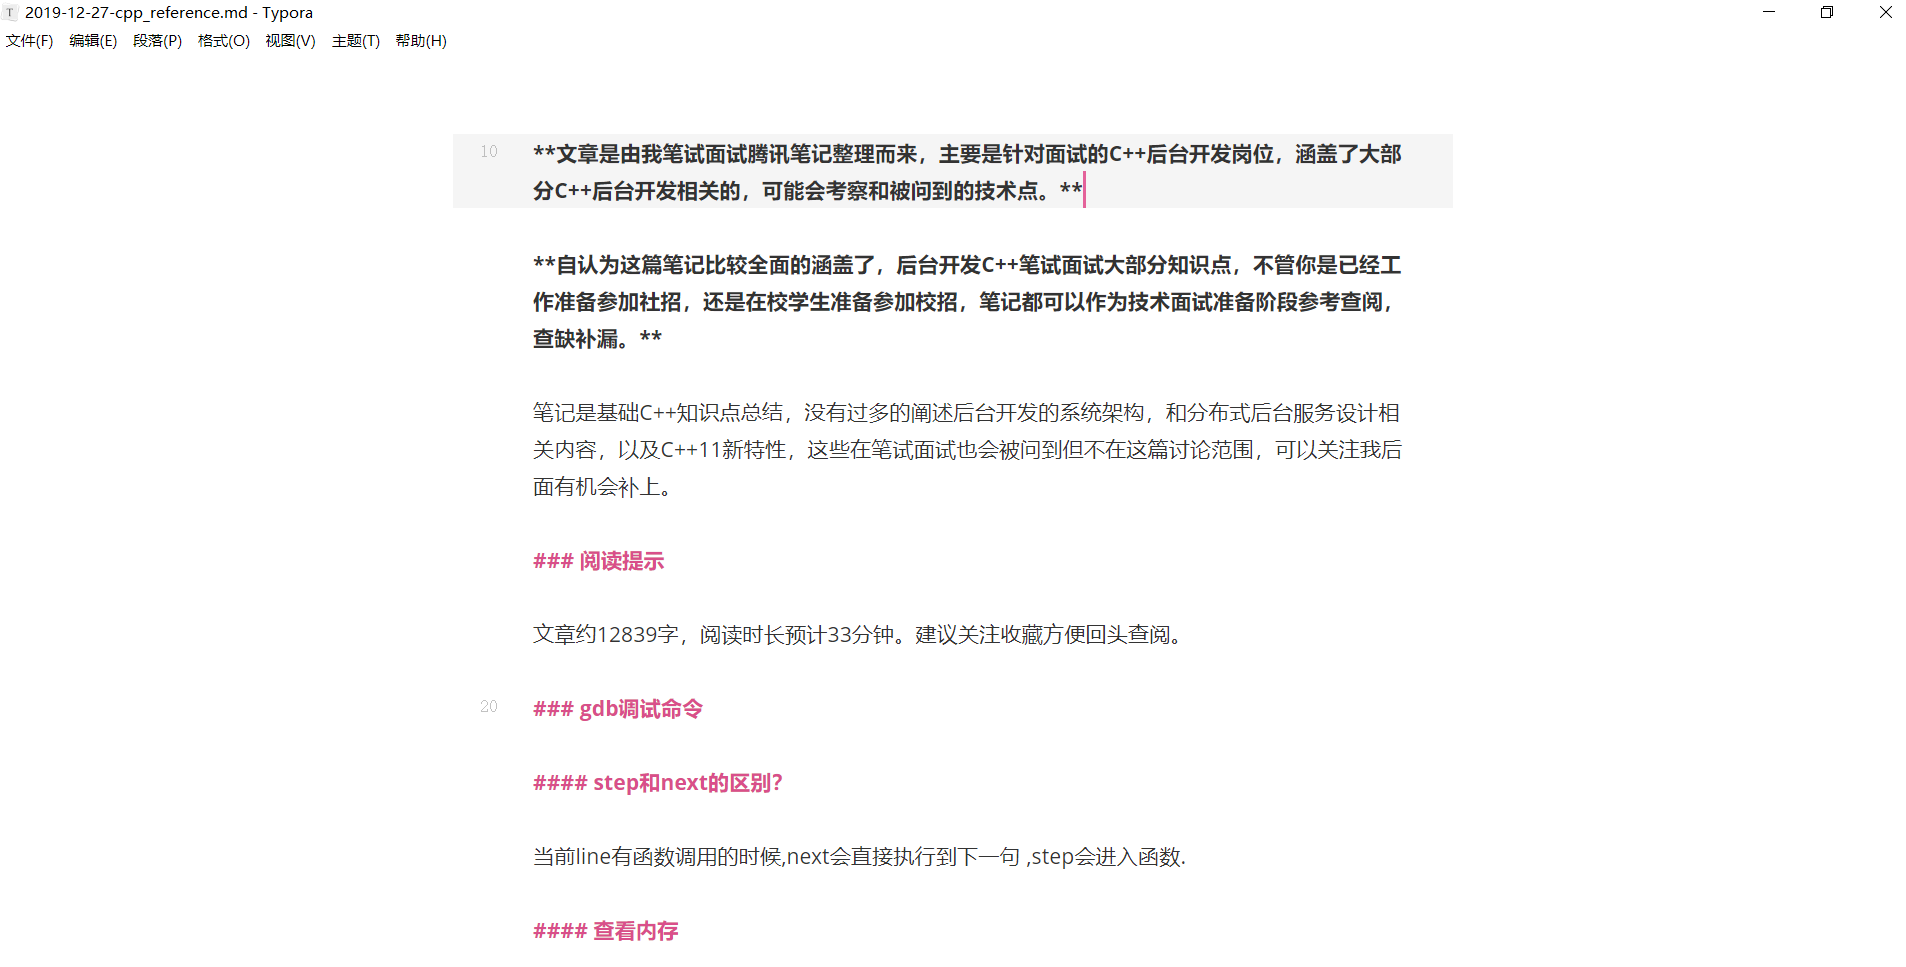 T 2019-12-27-cpp_reference.md - Typora
文件(F) 编辑(E) 段落(P) 格式(O) 视图(V) 主题(T) 帮助(H)
10 **文章是由我笔试面试腾讯笔记整理而来，主要是针对面试的C++后台开发岗位，涵盖了大部
分C++后台开发相关的，可能会考察和被问到的技术点。**
**自认为这篇笔记比较全面的涵盖了，后台开发C++笔试面试大部分知识点，不管你是已经工
作准备参加社招，还是在校学生准备参加校招，笔记都可以作为技术面试准备阶段参考查阅，
查缺补漏。**
笔记是基础C++知识点总结，没有过多的阐述后台开发的系统架构，和分布式后台服务设计相
关内容，以及C++11新特性，这些在笔试面试也会被问到但不在这篇讨论范围，可以关注我后
面有机会补上。
### 阅读提示
文章约12839字，阅读时长预计33分钟。建议关注收藏方便回头查阅。
20 ### gdb调试命令
#### step和next的区别？
当前line有函数调用的时候,next会直接执行到下一句 ,step会进入函数.
#### 查看内存